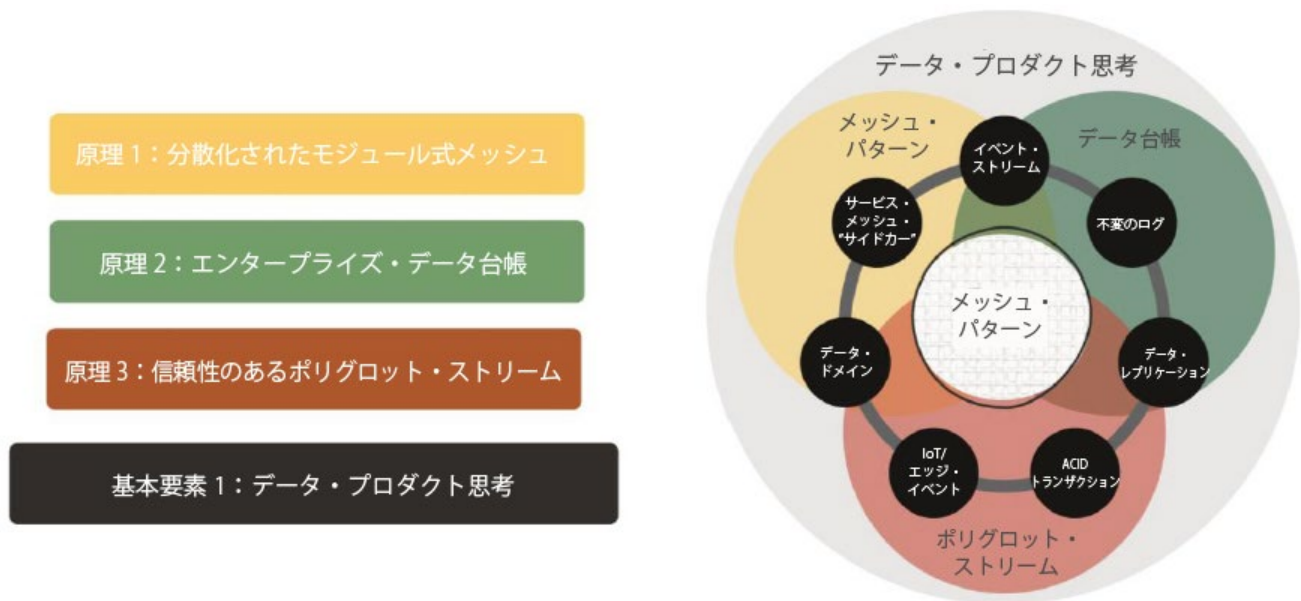 原理 1：分散化されたモジュール式メッシュ
原理 2：エンタープライズ・データ台帳
原理 3：信頼性のあるポリグロット・ストリーム
基本要素 1：データ・プロダクト思考
データ・プロダクト思考
メッシュ・
パターン
データ台帳
イベント・
ストリーム
サービス・
メッシュ・
"サイドカー"
不変のログ
メッシュ・
パターン
データ・
ドメイン
データ・
レプリケーション
IoT/
エッジ・
イベント
ACID
トランザクション
ポリグロット・
ストリーム